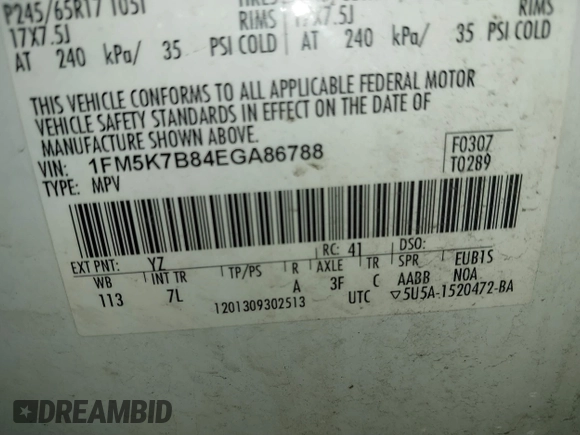 P245/65R17 105T
RIMS
RIMS
17X7.5J
17X7.5J
AT 240 kPa/ 35 PSI COLD
AT 240 kPa/ 35 PSI COLD
THIS VEHICLE CONFORMS TO ALL APPLICABLE FEDERAL MOTOR
VEHICLE SAFETY STANDARDS IN EFFECT ON THE DATE OF
MANUFACTURE SHOWN ABOVE.
VIN: 1FM5K7B84EGA86788
F0307
TYPE: MPV
T0289
EXT PNT: YZ
RC: 41
DSO:
WB
INT TR
TP/PS
R
AXLE
TR
SPR
EUB1S
113
7L
A
3F
C
AABB
N0A
1201309302513
UTC
▽5U5A-1520472-BA
DREAMBID